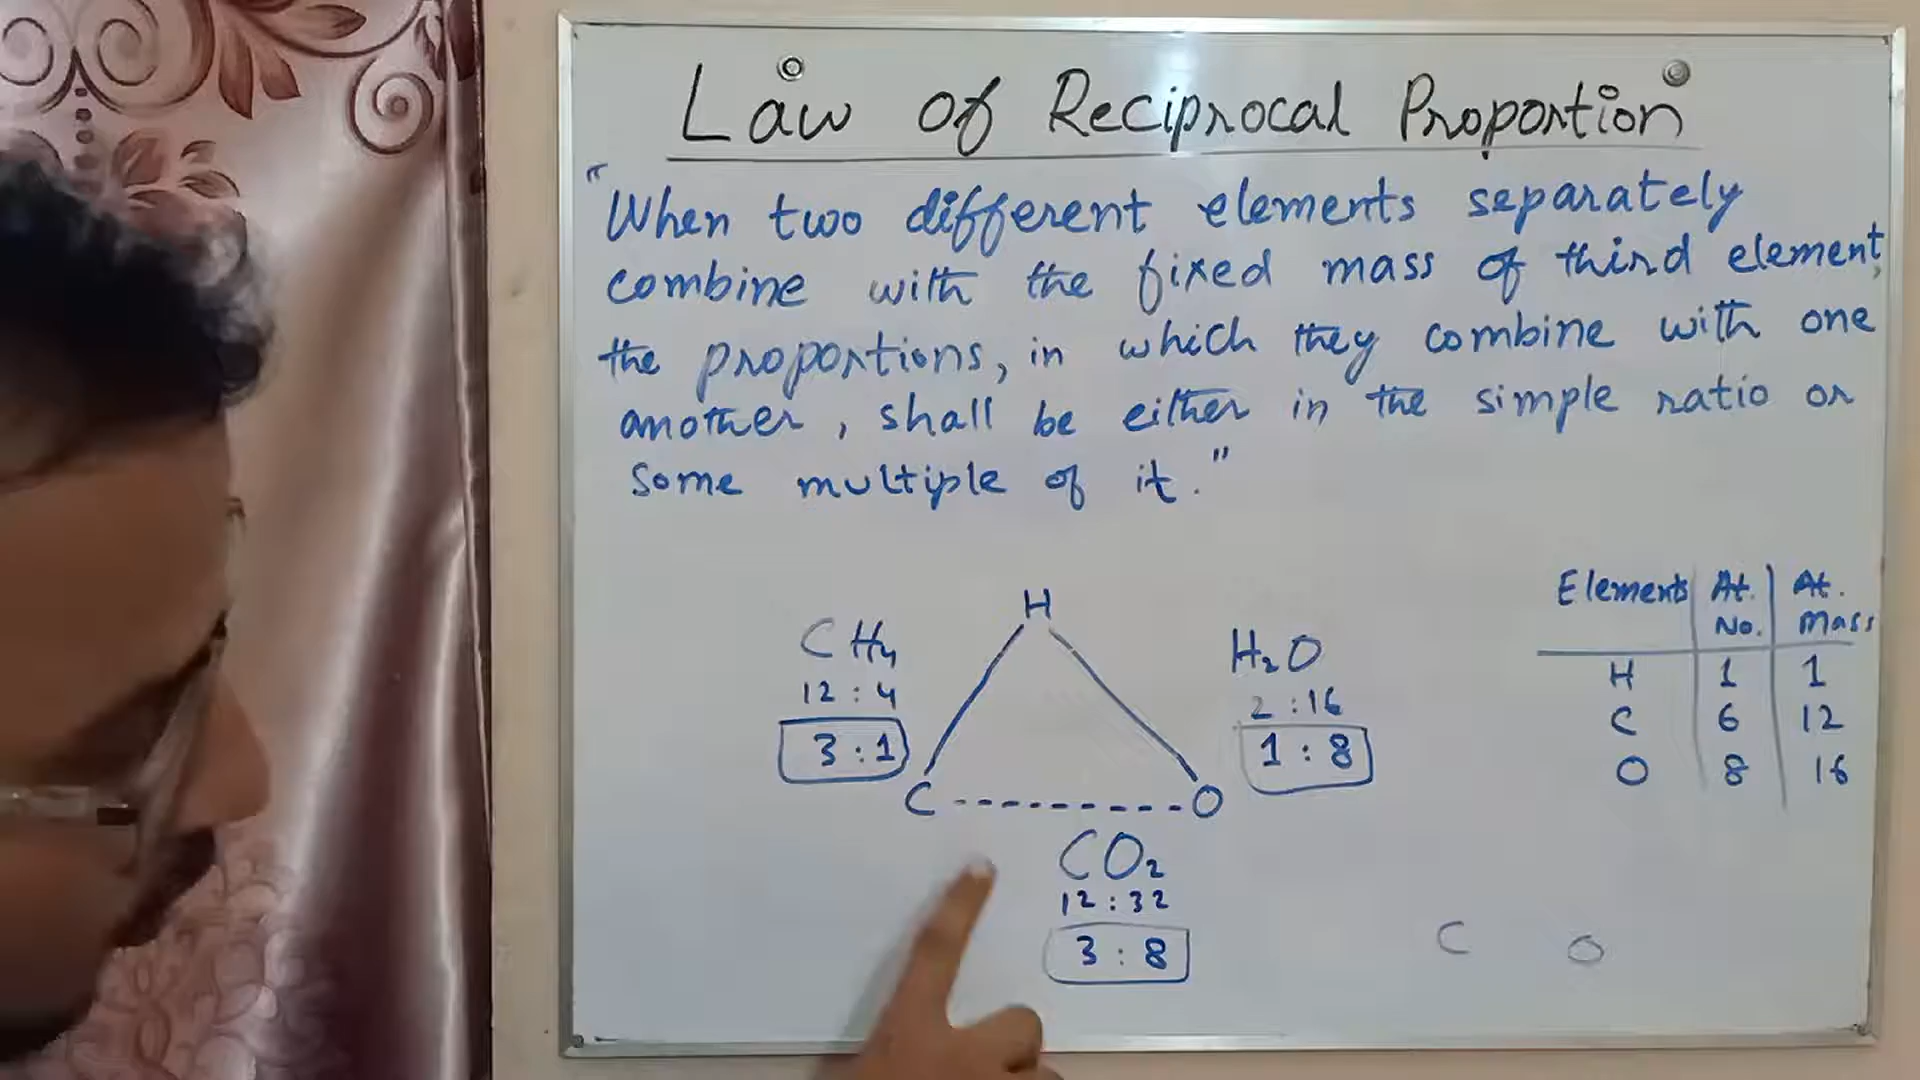 Law of Reciprocal Proportion
"When two different elements separately
combine with the fixed mass of third element,
the proportions, in which they combine with one
another, shall be either in the simple ratio or
some multiple of it."
H
CH₄
12 : 4
3 : 1
H₂O
2 : 16
1 : 8
C
O
CO₂
12 : 32
3 : 8
Elements At. No. At. Mass
H 1 1
C 6 12
O 8 16
C O